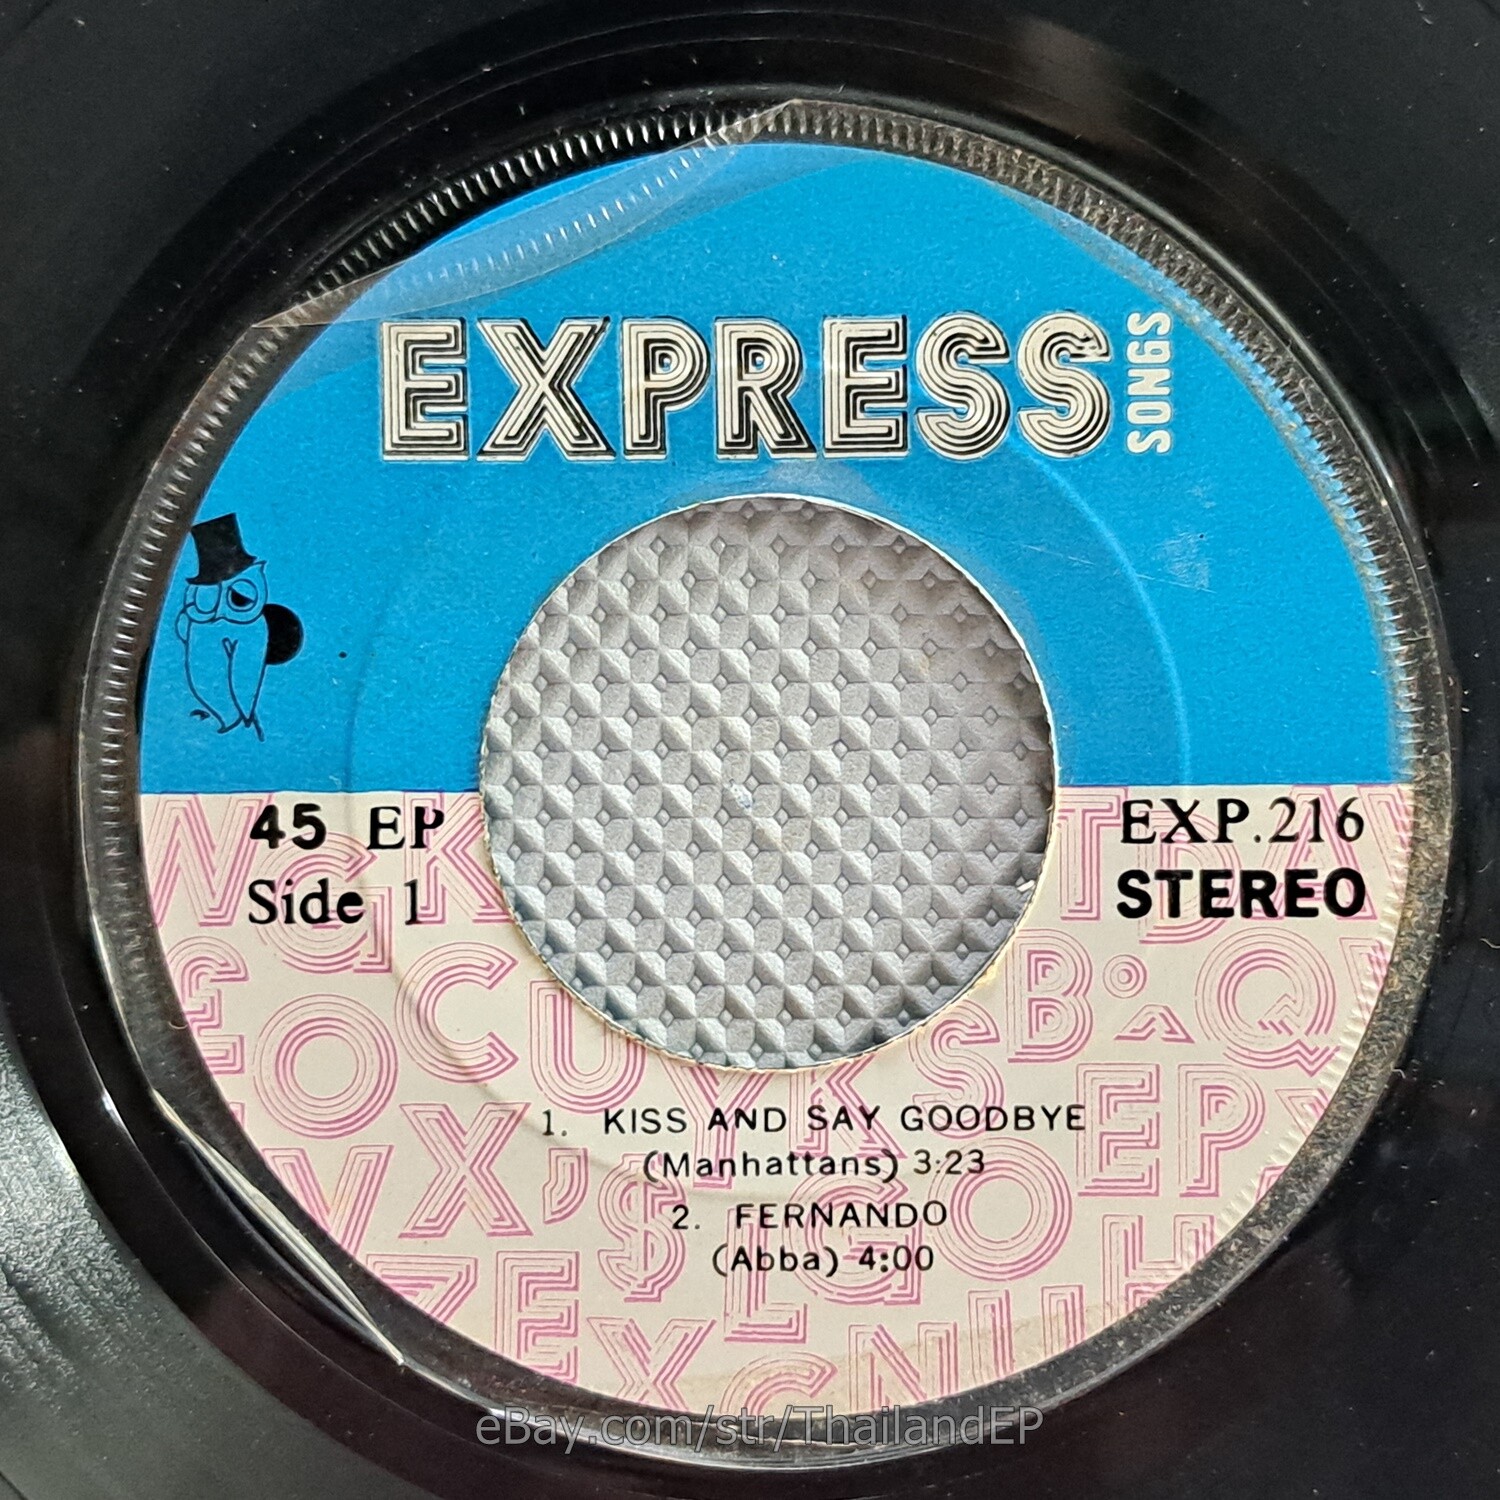 EXPRESS SONGS
45 EP
Side 1
EXP.216
STEREO
1. KISS AND SAY GOODBYE
(Manhattans) 3:23
2. FERNANDO
(Abba) 4:00
eBay.com/str/ThailandEP